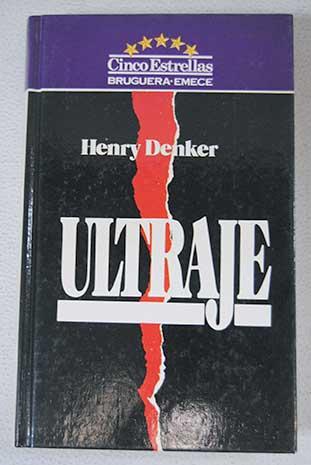 Cinco Estrellas
BRUGUERA·EMECE
Henry Denker
ULTRAJE